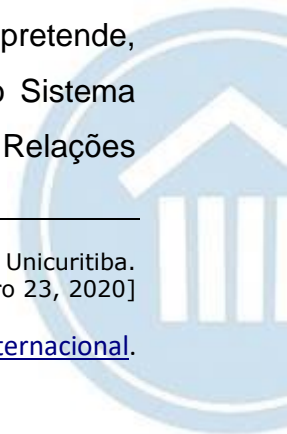 pretende,
o Sistema
Relações
Unicuritiba.
ro 23, 2020]
ternacional.